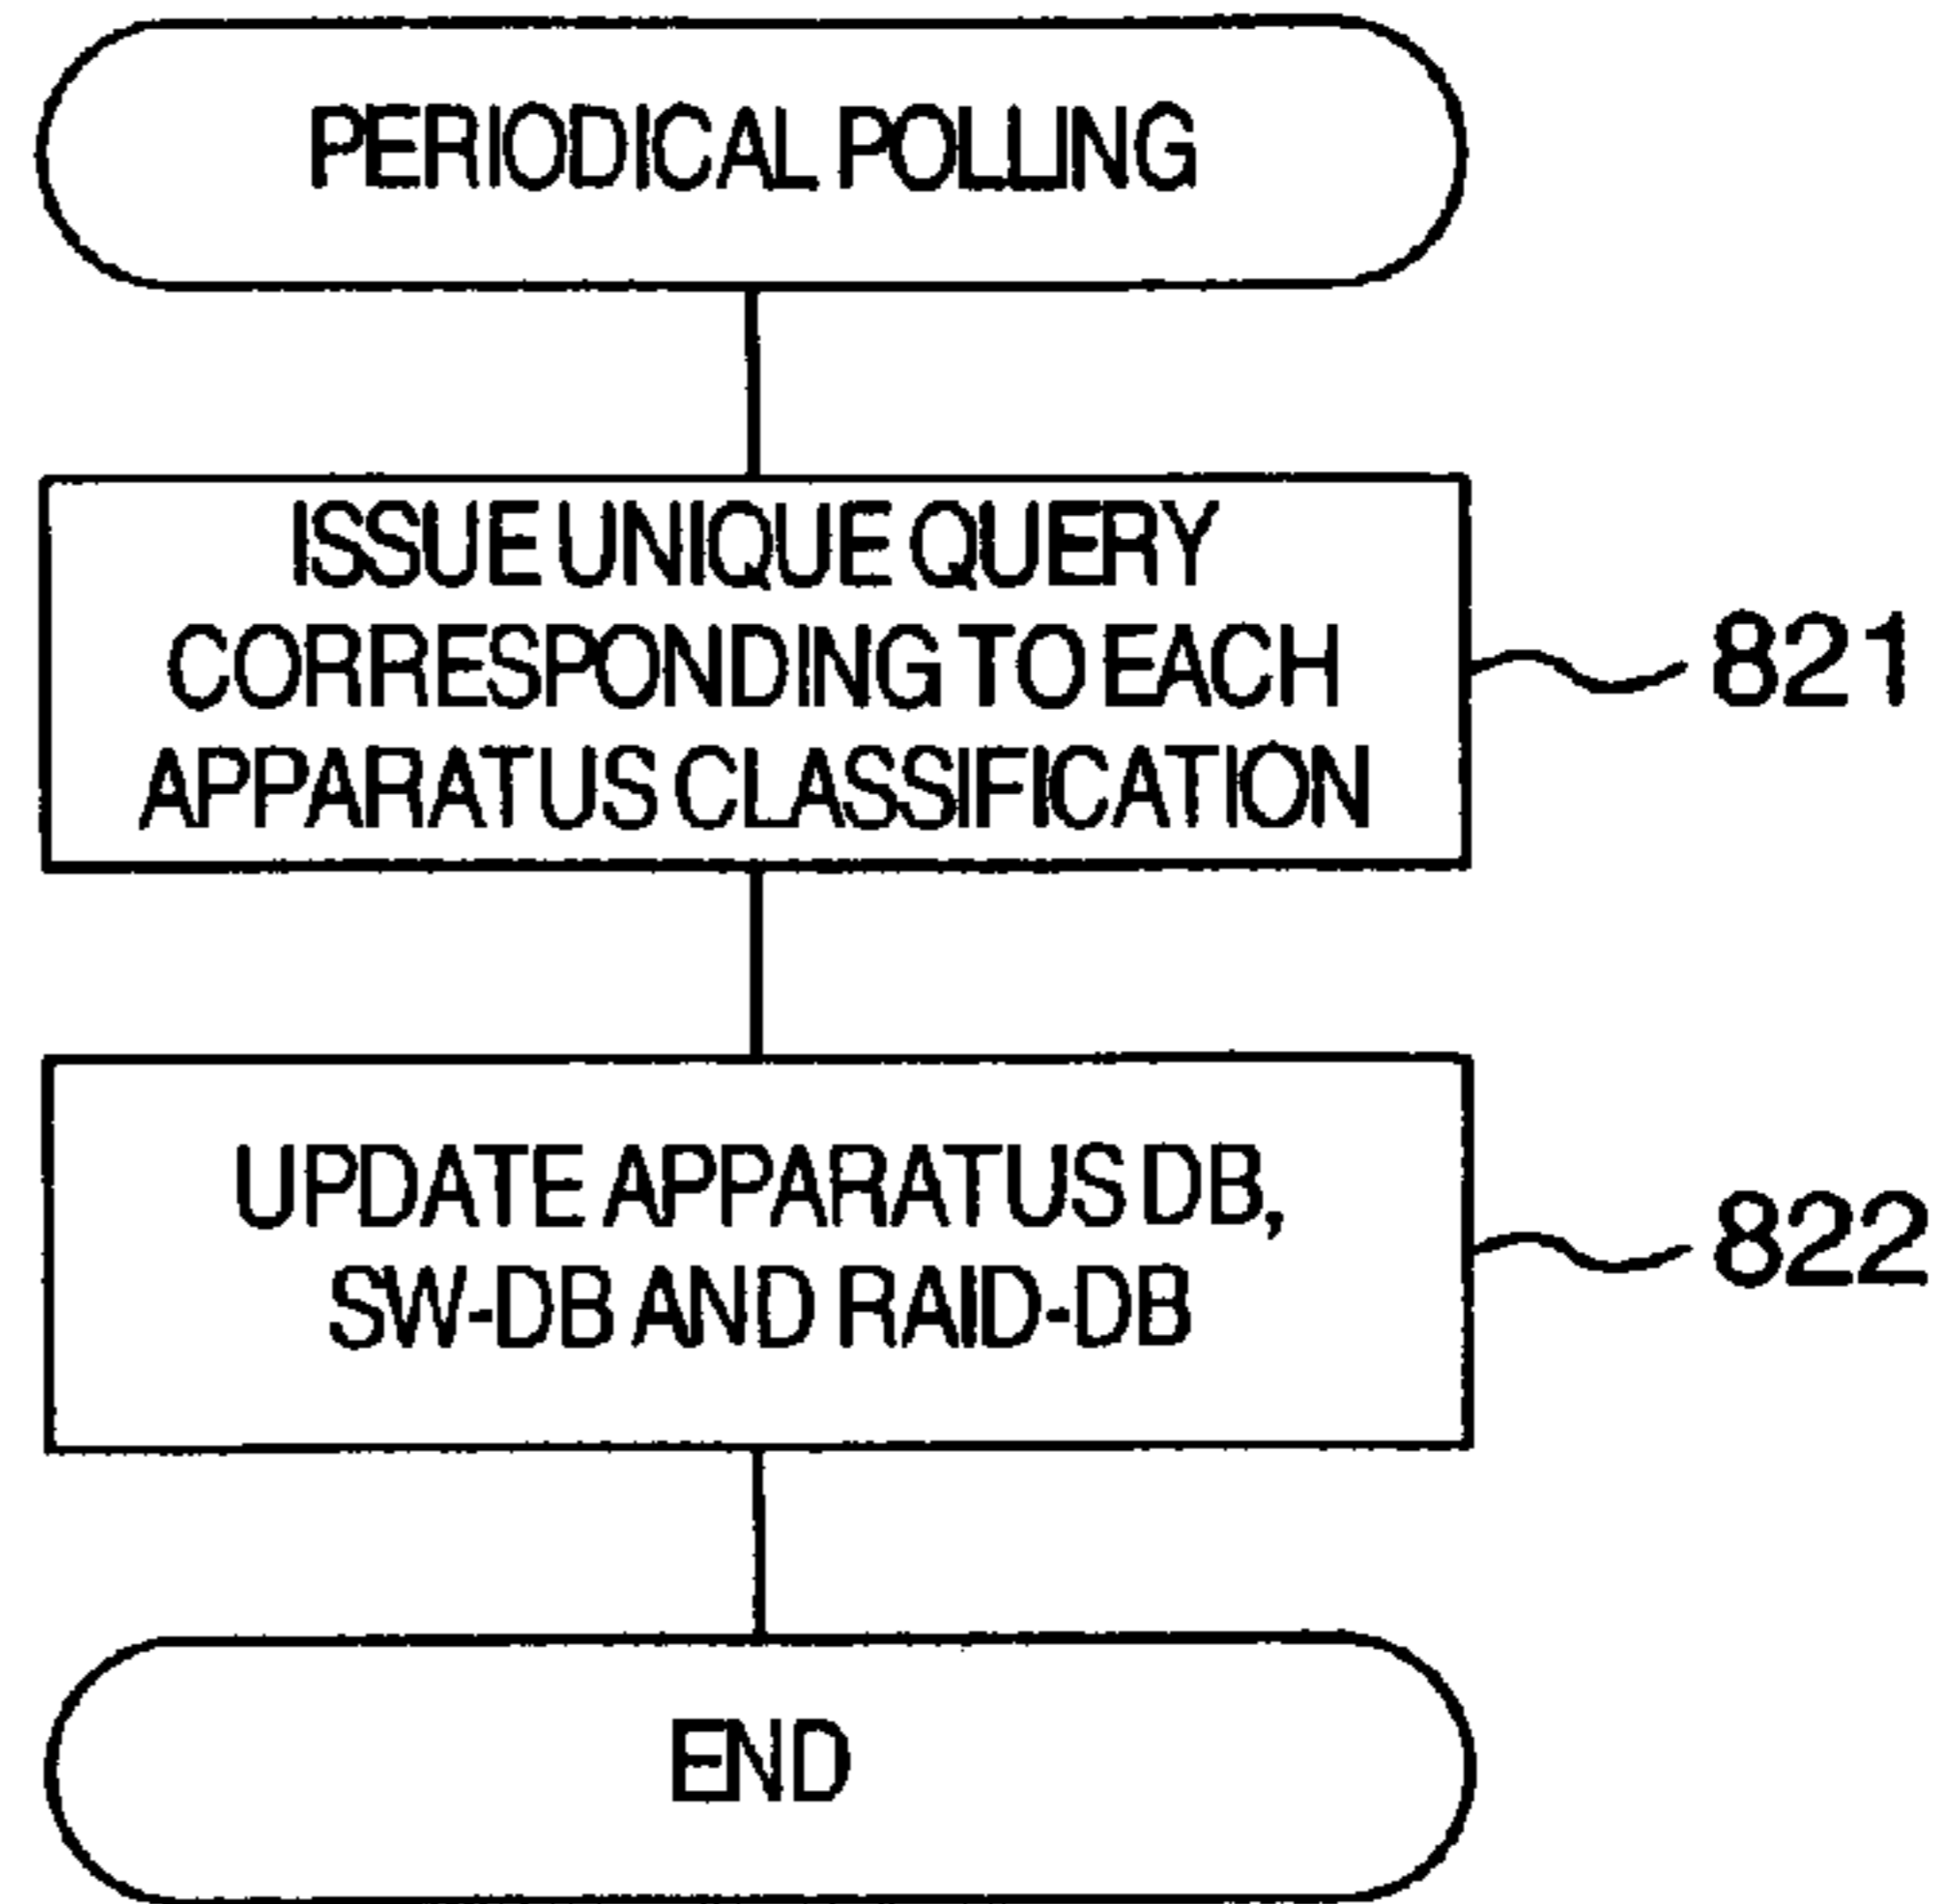 PERIODICAL POLLING
ISSUE UNIQUE QUERY
CORRESPONDING TO EACH
APPARATUS CLASSIFICATION
821
UPDATE APPARATUS DB,
SW-DB AND RAID-DB
822
END